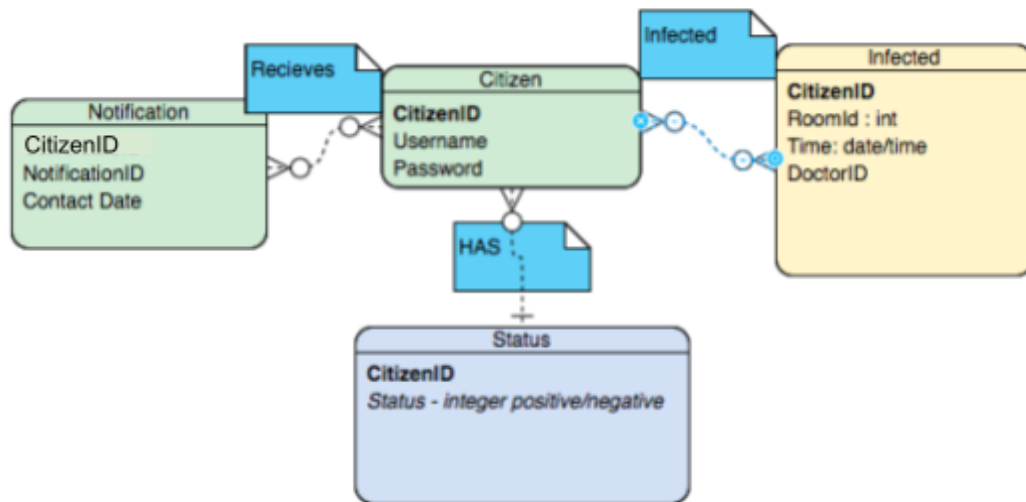 Recieves
Infected
Notification
CitizenID
NotificationID
Contact Date
Citizen
CitizenID
Username
Password
Infected
CitizenID
RoomId : int
Time: date/time
DoctorID
HAS
Status
CitizenID
Status - integer positive/negative